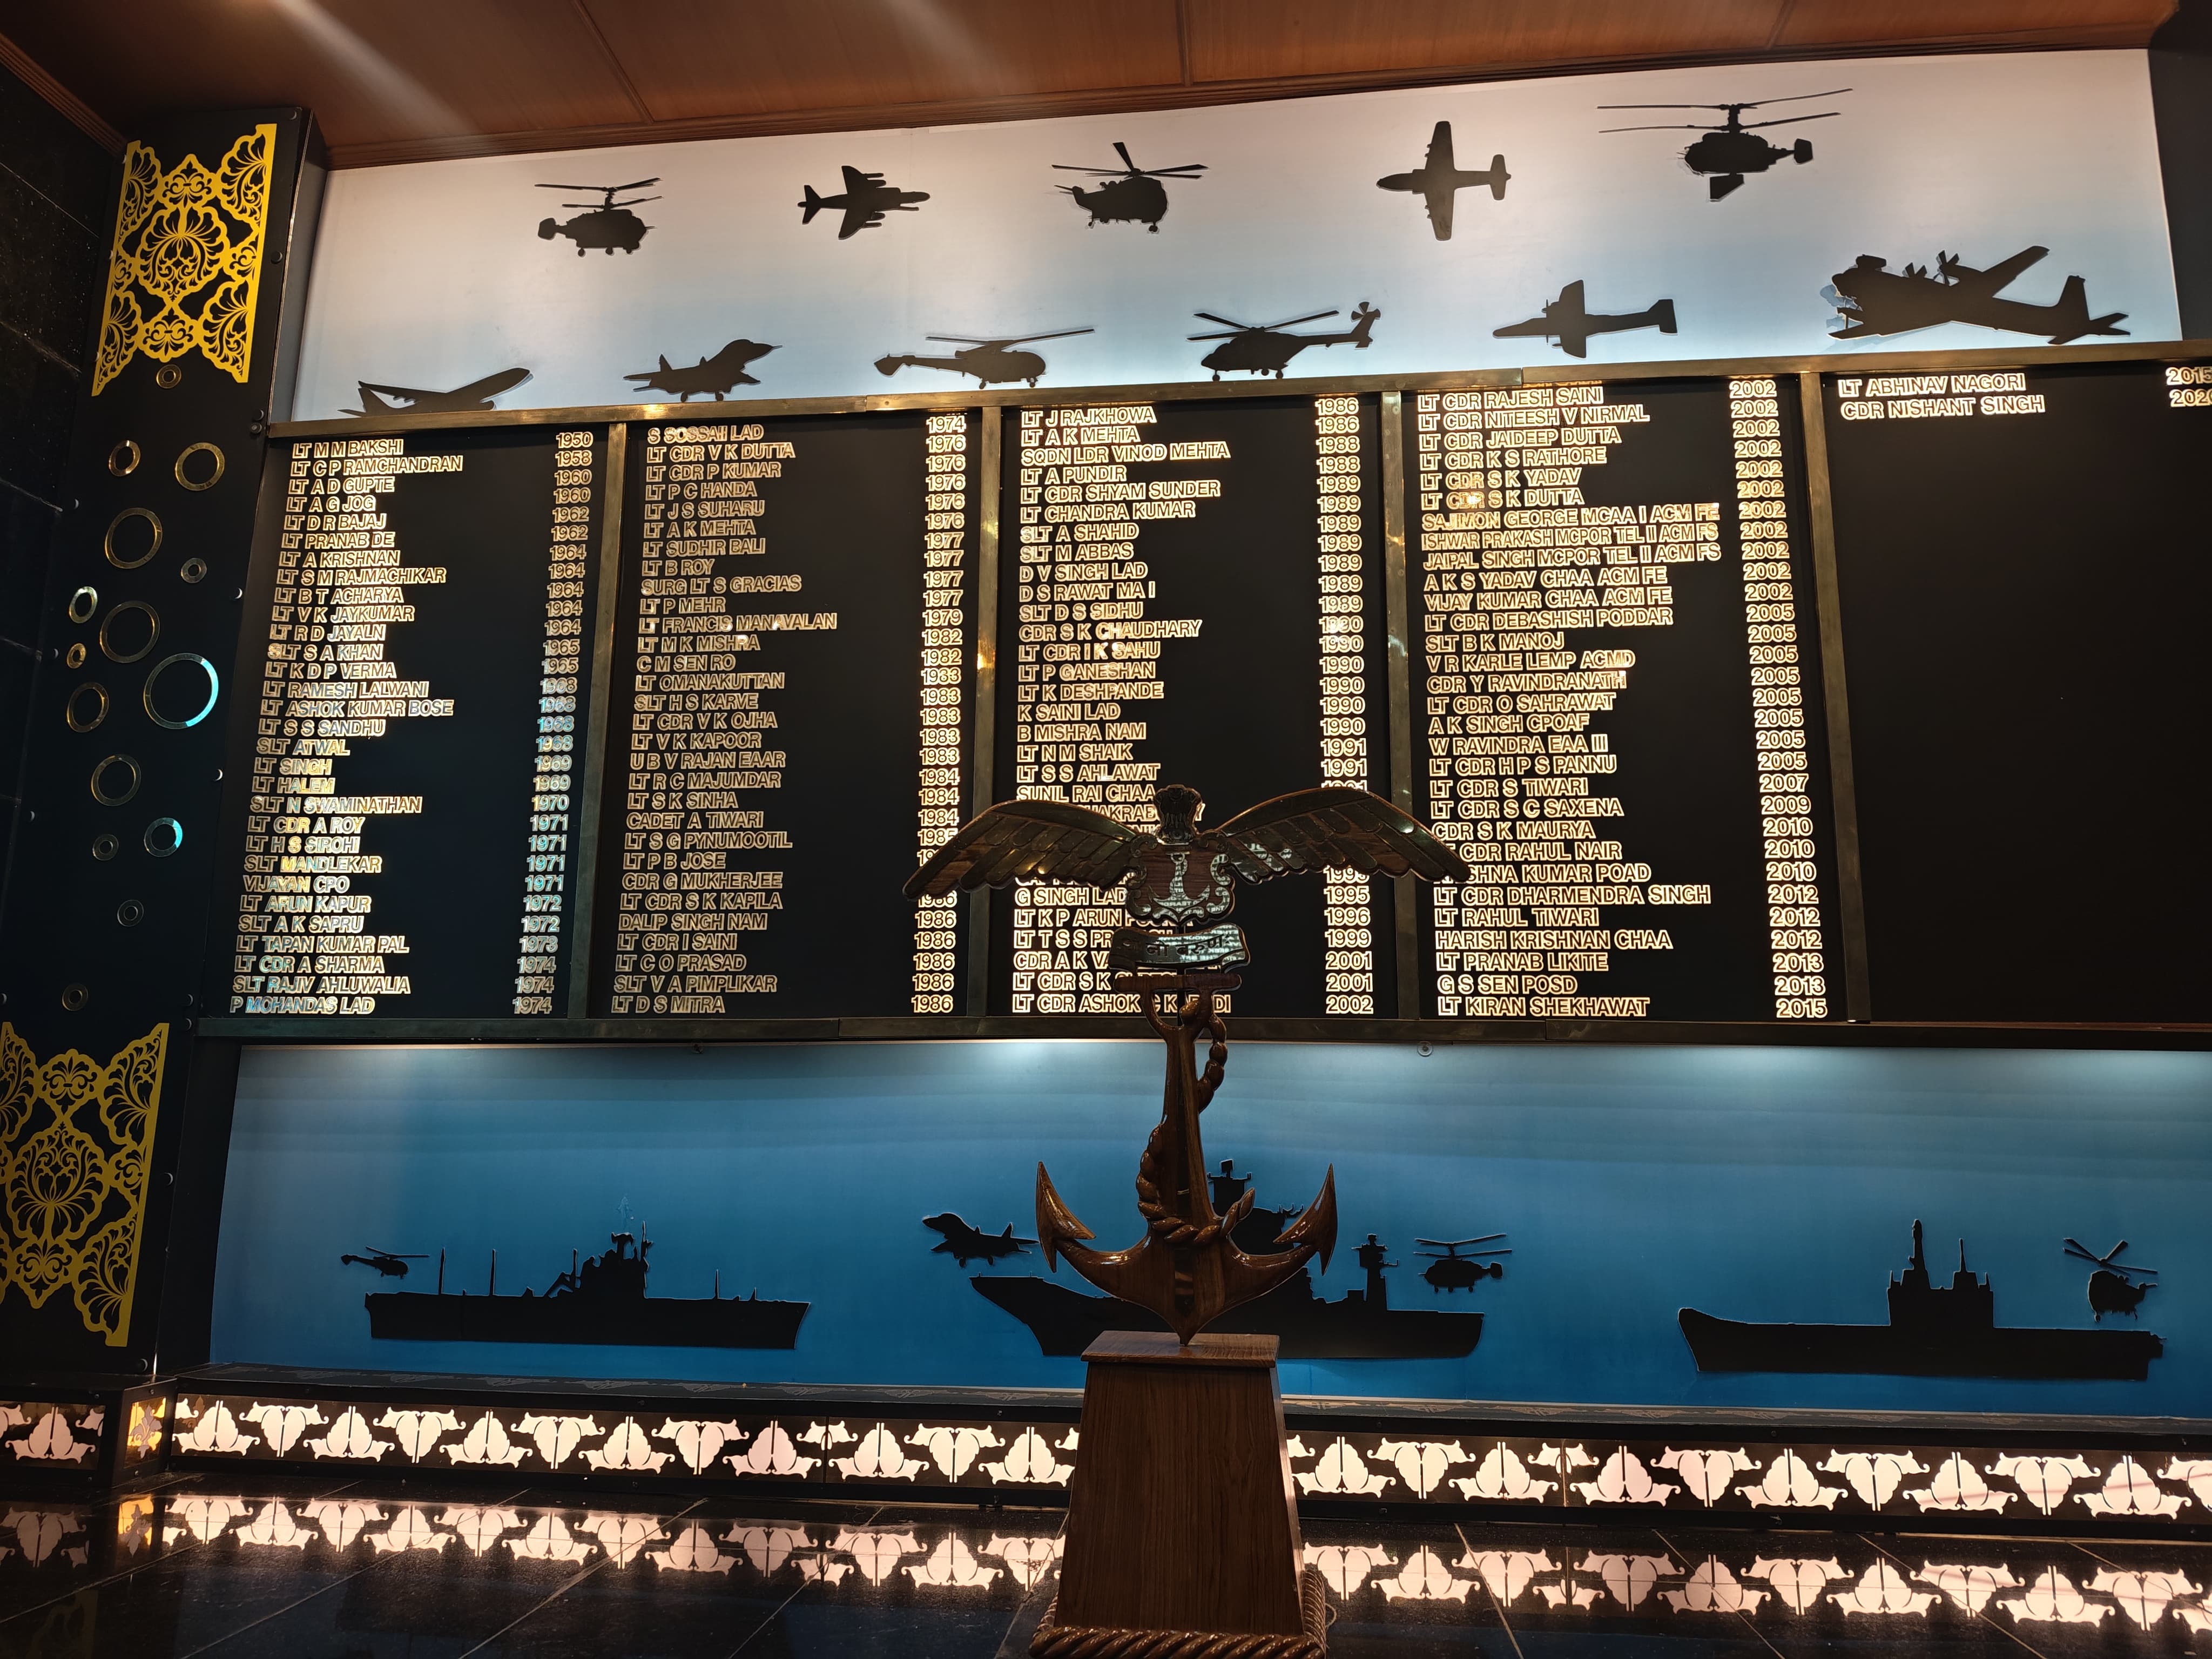 LT M M BAKSHI 1950
LT C P RAMCHANDRAN 1958
LT A D GUPTE 1960
LT A G JOG 1960
LT D R BAJAJ 1962
LT PRANAB DE 1962
LT A KRISHNAN 1964
LT S M RAJMACHIKAR 1964
LT B T ACHARYA 1964
LT V K JAYKUMAR 1964
LT R D JAYALN 1964
SLT S A KHAN 1965
LT K D P VERMA 1965
LT RAMESH LALWANI 1968
LT ASHOK KUMAR BOSE 1968
LT S S SANDHU 1968
SLT ATWAL 1968
LT SINGH 1969
LT HALEM 1969
SLT N SWAMINATHAN 1970
LT CDR A ROY 1971
LT H S SIROHI 1971
SLT MANDLEKAR 1971
VIJAYAN CPO 1971
LT ARUN KAPUR 1972
SLT A K SAPRU 1972
LT TAPAN KUMAR PAL 1973
LT CDR A SHARMA 1974
SLT RAJIV AHLUWALIA 1974
P MOHANDAS LAD 1974
S SOSSAII LAD 1974
LT CDR V K DUTTA 1976
LT CDR P KUMAR 1976
LT P C HANDA 1976
LT J S SUHARU 1976
LT A K MEHTA 1976
LT SUDHIR BALI 1977
LT B ROY 1977
SURG LT S GRACIAS 1977
LT P MEHR 1977
LT FRANCIS MANAVALAN 1979
LT M K MISHRA 1982
C M SEN RO 1982
LT OMANAKUTTAN 1983
SLT H S KARVE 1983
LT CDR V K OJHA 1983
LT V K KAPOOR 1983
U B V RAJAN EAAR 1983
LT R C MAJUMDAR 1984
LT S K SINHA 1984
CADET A TIWARI 1984
LT S G PYNUMOOTIL 1985
LT P B JOSE
CDR G MUKHERJEE
LT CDR S K KAPILA 1986
DALIP SINGH NAM 1986
LT CDR I SAINI 1986
LT C O PRASAD 1986
SLT V A PIMPLIKAR 1986
LT D S MITRA 1986
LT J RAJKHOWA 1986
LT A K MEHTA 1986
SQDN LDR VINOD MEHTA 1988
LT A PUNDIR 1988
LT CDR SHYAM SUNDER 1989
LT CHANDRA KUMAR 1989
SLT A SHAHID 1989
SLT M ABBAS 1989
D V SINGH LAD 1989
D S RAWAT MA I 1989
SLT D S SIDHU 1989
CDR S K CHAUDHARY 1990
LT CDR I K SAHU 1990
LT P GANESHAN 1990
LT K DESHPANDE 1990
K SAINI LAD 1990
B MISHRA NAM 1990
LT N M SHAIK 1991
LT S S AHLAWAT 1991
SUNIL RAI CHAA
G SINGH LAD 1995
LT K P ARUN 1996
LT T S S 1999
CDR A K 2001
LT CDR S K 2001
LT CDR ASHOK 2002
LT CDR RAJESH SAINI 2002
LT CDR NITEESH V NIRMAL 2002
LT CDR JAIDEEP DUTTA 2002
LT CDR K S RATHORE 2002
LT CDR S K YADAV 2002
LT CDR S K DUTTA 2002
SAJIMON GEORGE MCAA I ACM FE 2002
ISHWAR PRAKASH MCPOR TEL II ACM FS 2002
JAIPAL SINGH MCPOR TEL II ACM FS 2002
A K S YADAV CHAA ACM FE 2002
VIJAY KUMAR CHAA ACM FE 2002
LT CDR DEBASHISH PODDAR 2005
SLT B K MANOJ 2005
V R KARLE LEMP ACMD 2005
CDR Y RAVINDRANATH 2005
LT CDR O SAHRAWAT 2005
A K SINGH CPOAF 2005
W RAVINDRA EAA III 2005
LT CDR H P S PANNU 2005
LT CDR S TIWARI 2007
LT CDR S C SAXENA 2009
CDR S K MAURYA 2010
CDR RAHUL NAIR 2010
KUMAR POAD 2010
LT CDR DHARMENDRA SINGH 2012
LT RAHUL TIWARI 2012
HARISH KRISHNAN CHAA 2012
LT PRANAB LIKITE 2013
G S SEN POSD 2013
LT KIRAN SHEKHAWAT 2015
LT ABHINAV NAGORI 2015
CDR NISHANT SINGH